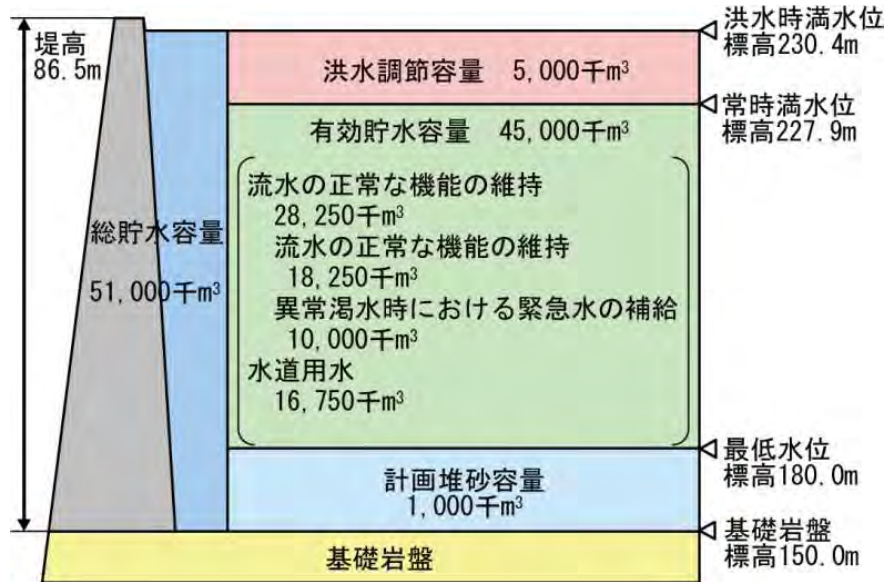 堤高
86.5m
総貯水容量
51,000千m³
洪水調節容量　5,000千m³
有効貯水容量　45,000千m³
流水の正常な機能の維持
28,250千m³
流水の正常な機能の維持
18,250千m³
異常渇水時における緊急水の補給
10,000千m³
水道用水
16,750千m³
計画堆砂容量
1,000千m³
基礎岩盤
洪水時満水位
標高230.4m
常時満水位
標高227.9m
最低水位
標高180.0m
基礎岩盤
標高150.0m